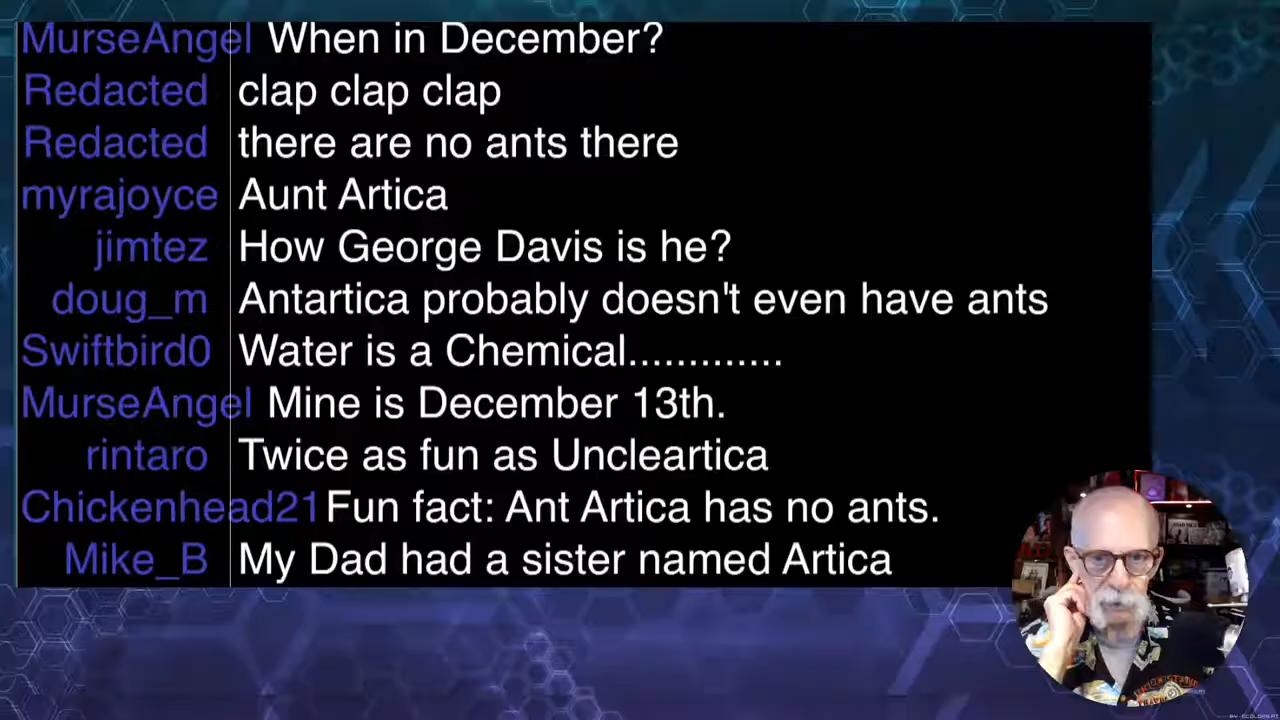 MurseAngel When in December?
Redacted clap clap clap
Redacted there are no ants there
myrajoyce Aunt Artica
jimtez How George Davis is he?
doug_m Antartica probably doesn't even have ants
Swiftbird0 Water is a Chemical.............
MurseAngel Mine is December 13th.
rintaro Twice as fun as Uncleartica
Chickenhead21 Fun fact: Ant Artica has no ants.
Mike_B My Dad had a sister named Artica